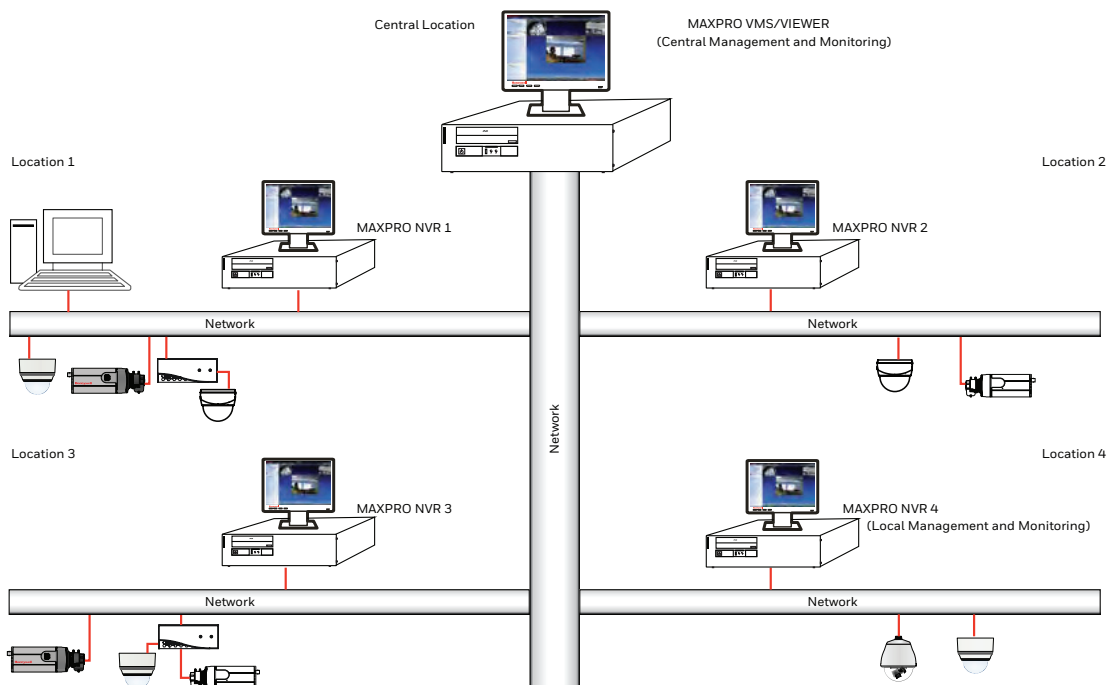 Central Location
MAXPRO VMS/VIEWER
(Central Management and Monitoring)
Location 1
Location 2
MAXPRO NVR 1
MAXPRO NVR 2
Network
Network
Network
Location 3
Location 4
MAXPRO NVR 3
MAXPRO NVR 4
(Local Management and Monitoring)
Network
Network